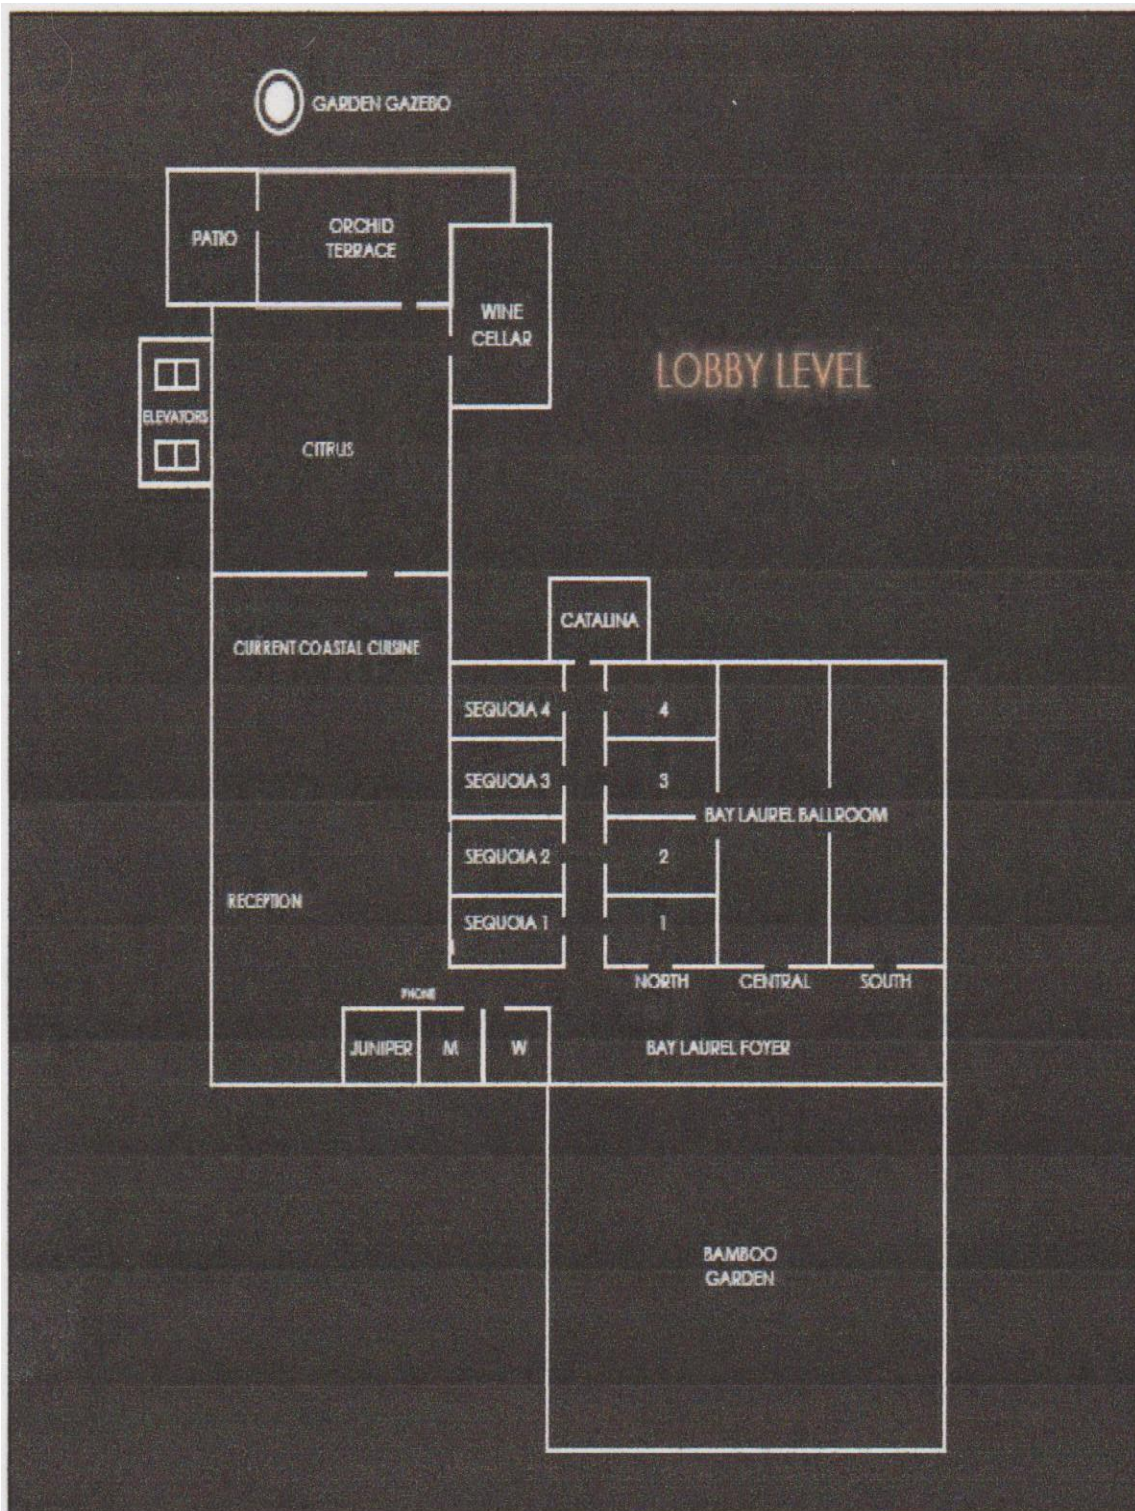 GARDEN GAZEBO
PATIO
ORCHID
TERRACE
WINE
CELLAR
LOBBY LEVEL
ELEVATORS
CITRUS
CATALINA
CURRENT COASTAL CUISINE
SEQUOIA 4
4
SEQUOIA 3
3
BAY LAUREL BALLROOM
SEQUOIA 2
2
RECEPTION
SEQUOIA 1
1
NORTH
CENTRAL
SOUTH
PHONE
JUNIPER
M
W
BAY LAUREL FOYER
BAMBOO
GARDEN